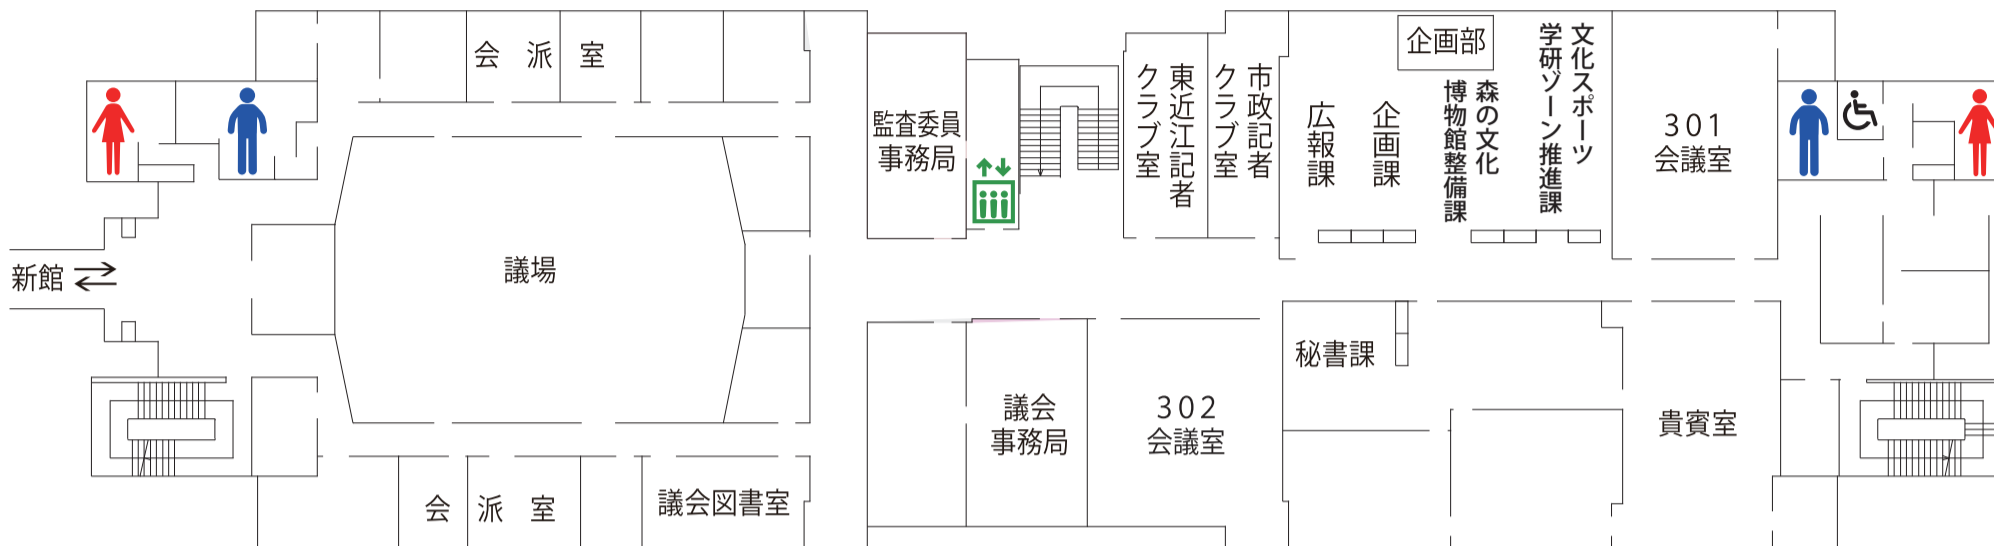 会派室
監査委員
事務局
東近江記者
クラブ室
市政記者
クラブ室
広報課
企画課
企画部
森の文化
博物館整備課
文化スポーツ
学研ゾーン推進課
301
会議室
新館
議場
秘書課
議会
事務局
302
会議室
貴賓室
会派室
議会図書室